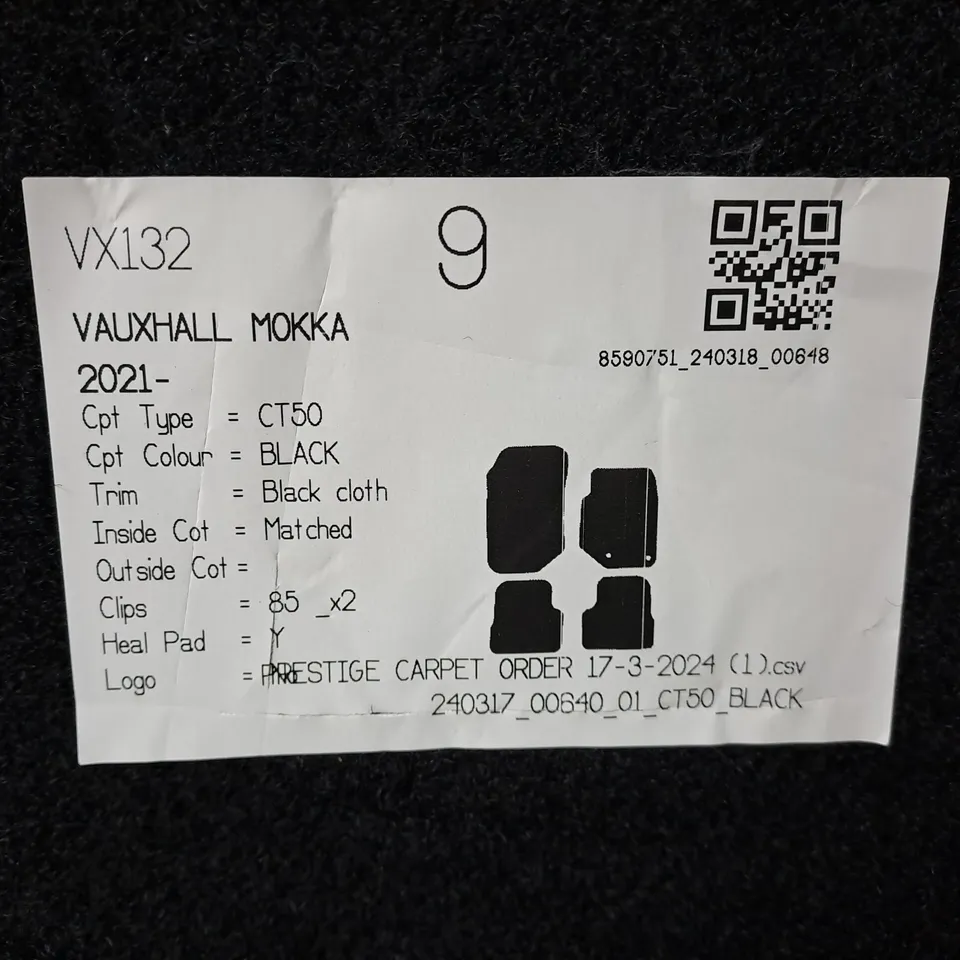 VX132
9
8590751_240318_00648
VAUXHALL MOKKA
2021-
Cpt Type = CT50
Cpt Colour = BLACK
Trim = Black cloth
Inside Cot = Matched
Outside Cot =
Clips = 85 _x2
Heal Pad = Y
Logo = No
PRESTIGE CARPET ORDER 17-3-2024 (1).csv
240317_00640_01_CT50_BLACK